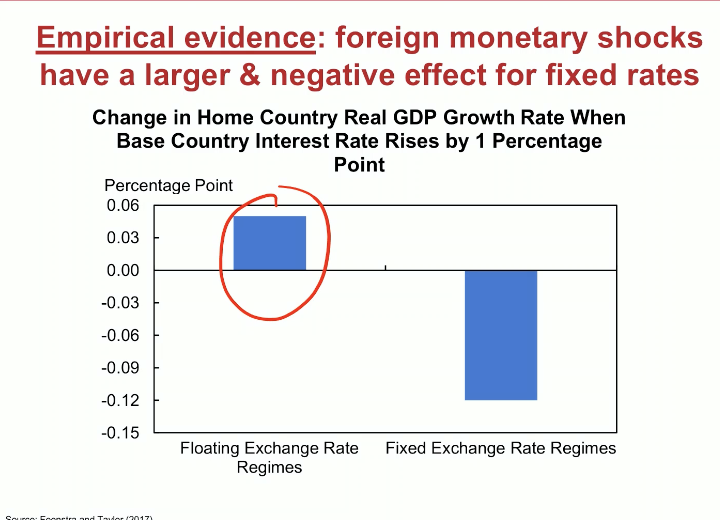 Empirical evidence: foreign monetary shocks
have a larger & negative effect for fixed rates
Change in Home Country Real GDP Growth Rate When
Base Country Interest Rate Rises by 1 Percentage
Point
Percentage Point
0.06
0.03
0.00
-0.03
-0.06
-0.09
-0.12
-0.15
Floating Exchange Rate
Regimes
Fixed Exchange Rate Regimes
Source: Feenstra and Taylor (2017)